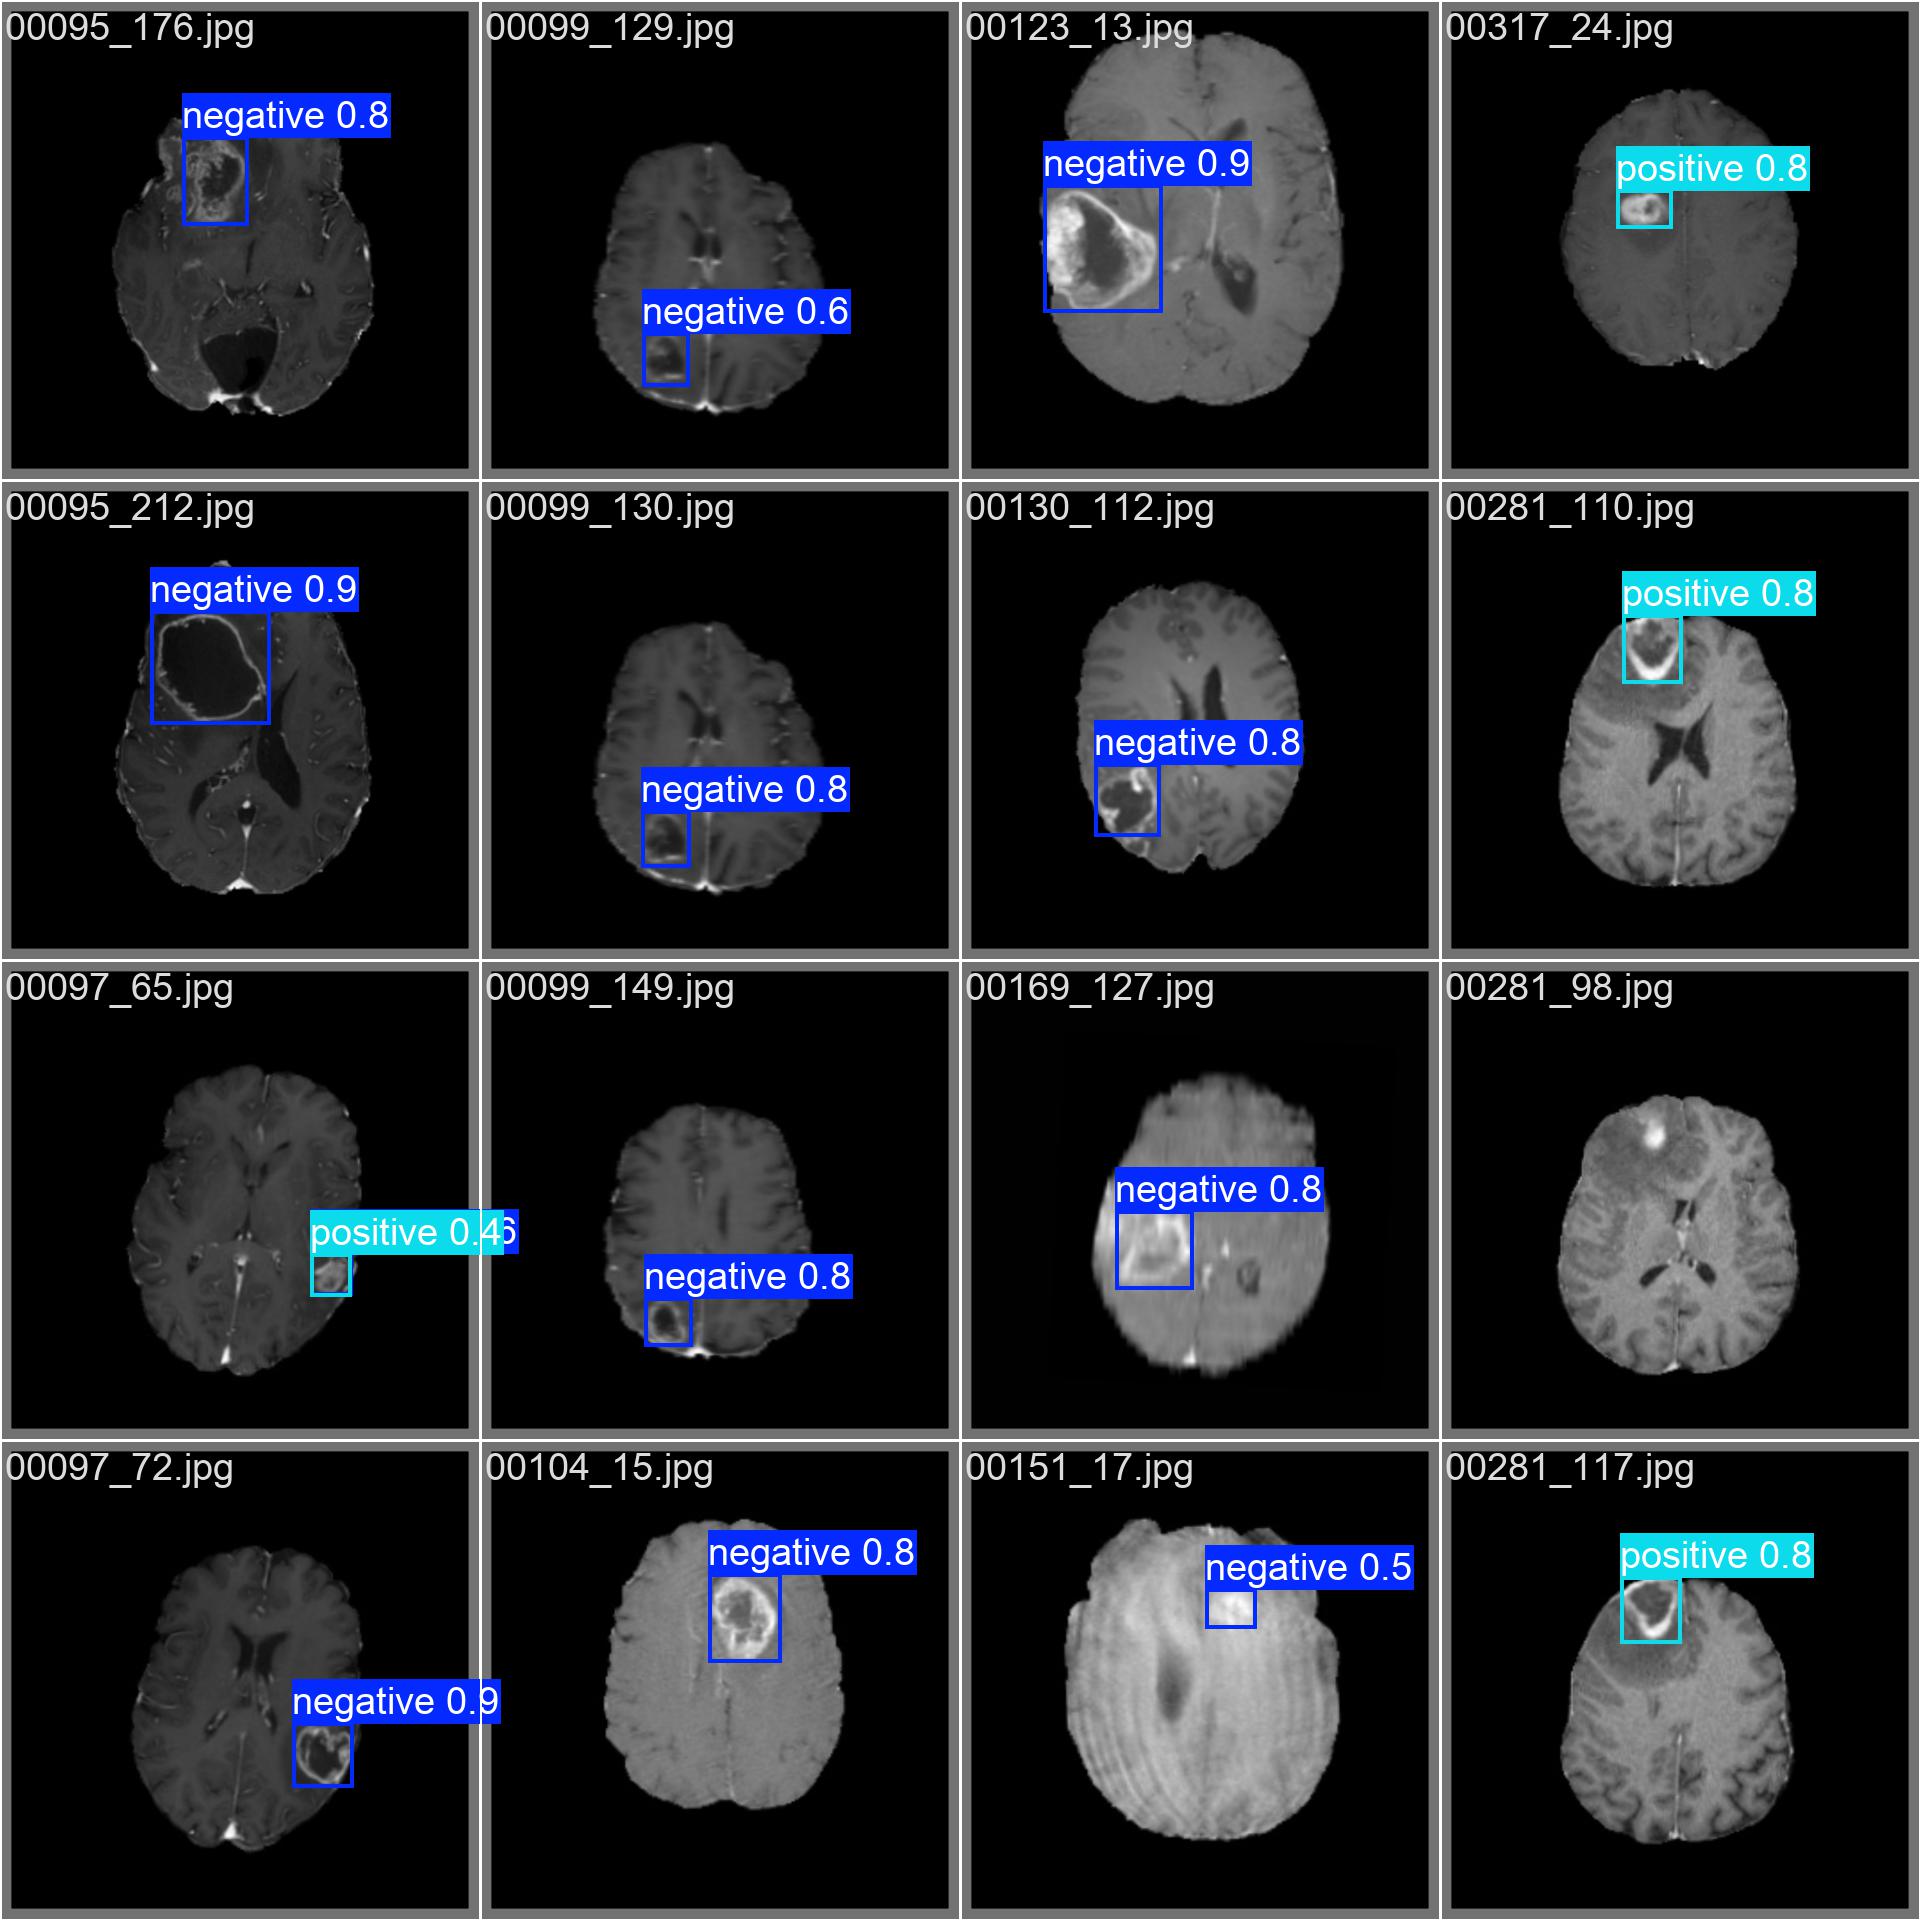 00095_176.jpg
negative 0.8
00099_129.jpg
negative 0.6
00123_13.jpg
negative 0.9
00317_24.jpg
positive 0.8
00095_212.jpg
negative 0.9
00099_130.jpg
negative 0.8
00130_112.jpg
negative 0.8
00281_110.jpg
positive 0.8
00097_65.jpg
positive 0.4
6
00099_149.jpg
negative 0.8
00169_127.jpg
negative 0.8
00281_98.jpg
00097_72.jpg
negative 0.9
00104_15.jpg
negative 0.8
00151_17.jpg
negative 0.5
00281_117.jpg
positive 0.8